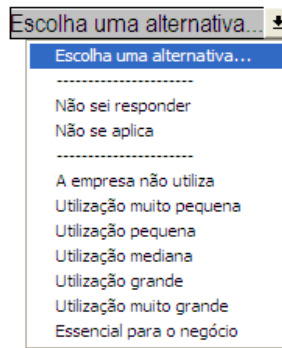 Escolha uma alternativa...
Escolha uma alternativa...
----------------------
Não sei responder
Não se aplica
----------------------
A empresa não utiliza
Utilização muito pequena
Utilização pequena
Utilização mediana
Utilização grande
Utilização muito grande
Essencial para o negócio